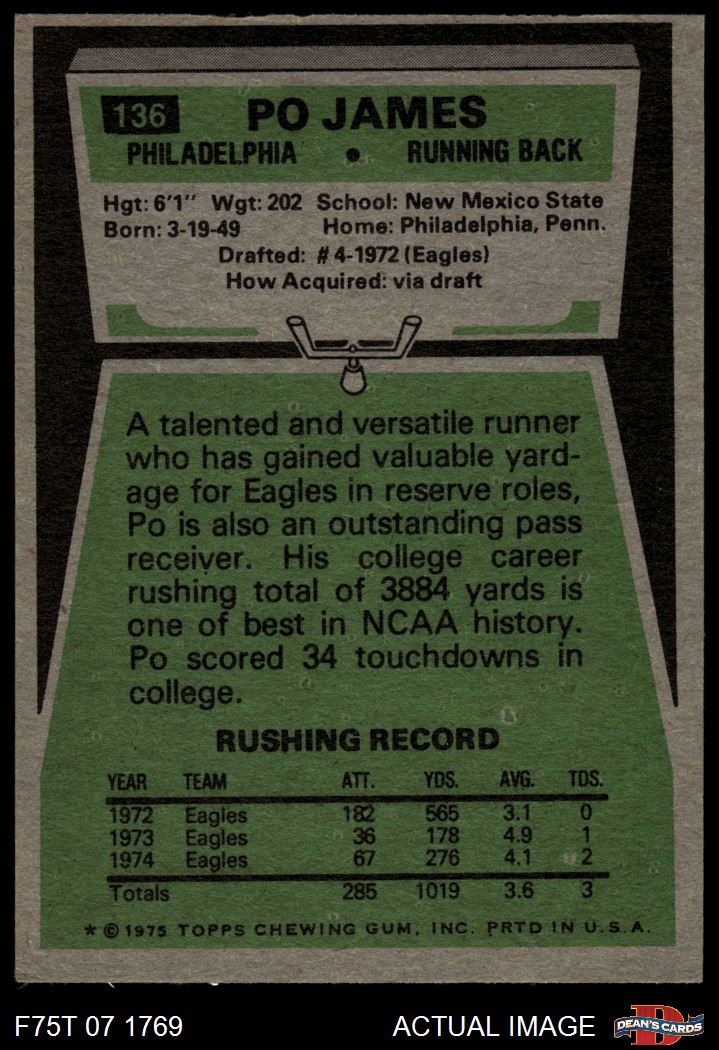 136 PO JAMES
PHILADELPHIA • RUNNING BACK
Hgt: 6'1" Wgt: 202 School: New Mexico State
Born: 3-19-49 Home: Philadelphia, Penn.
Drafted: #4-1972 (Eagles)
How Acquired: via draft
A talented and versatile runner
who has gained valuable yard-
age for Eagles in reserve roles,
Po is also an outstanding pass
receiver. His college career
rushing total of 3884 yards is
one of best in NCAA history.
Po scored 34 touchdowns in
college.
RUSHING RECORD
YEAR TEAM ATT. YDS. AVG. TDS.
1972 Eagles 182 565 3.1 0
1973 Eagles 36 178 4.9 1
1974 Eagles 67 276 4.1 2
Totals 285 1019 3.6 3
* © 1975 TOPPS CHEWING GUM, INC. PRTD IN U.S.A.
F75T 07 1769 ACTUAL IMAGE D DEAN'S CARDS